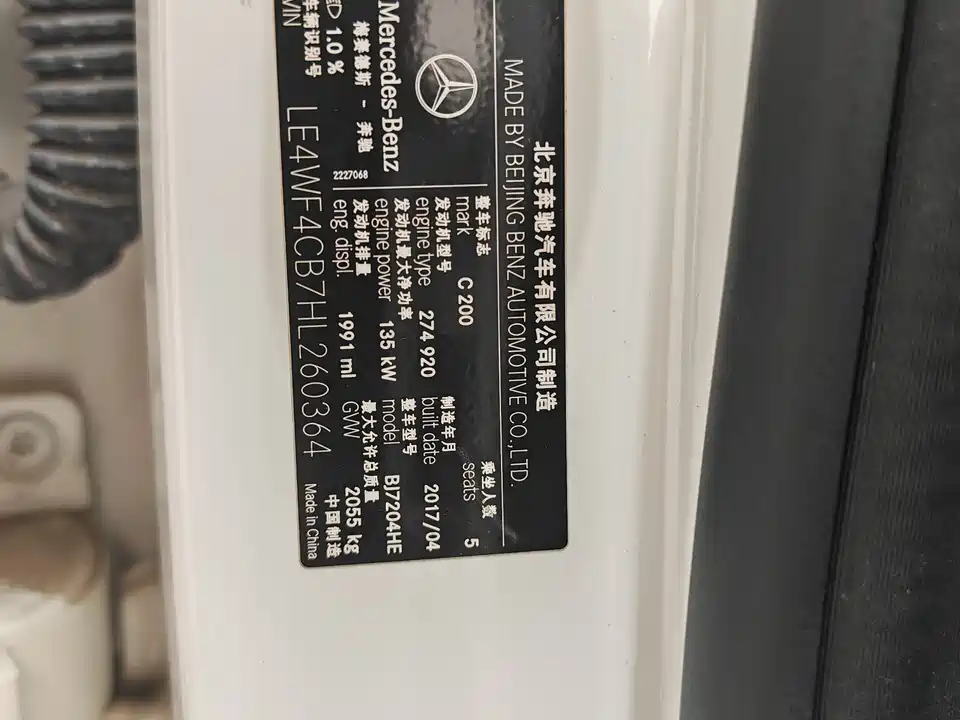 北京奔驰汽车有限公司制造
MADE BY BEIJING BENZ AUTOMOTIVE CO.,LTD.
Mercedes-Benz
梅赛德斯 - 奔驰
1.0 %
2227068
整车标志
mark C 200
乘坐人数
seats 5
发动机型号
engine type 274 920
制造年月
built date 2017/04
发动机最大净功率
engine power 135 kW
整车型号
model BJ7204HE
发动机排量
eng. displ. 1991 ml
最大允许总质量
GVW 2055 kg
车辆识别号
VIN LE4WF4CB7HL260364
中国制造
Made in China